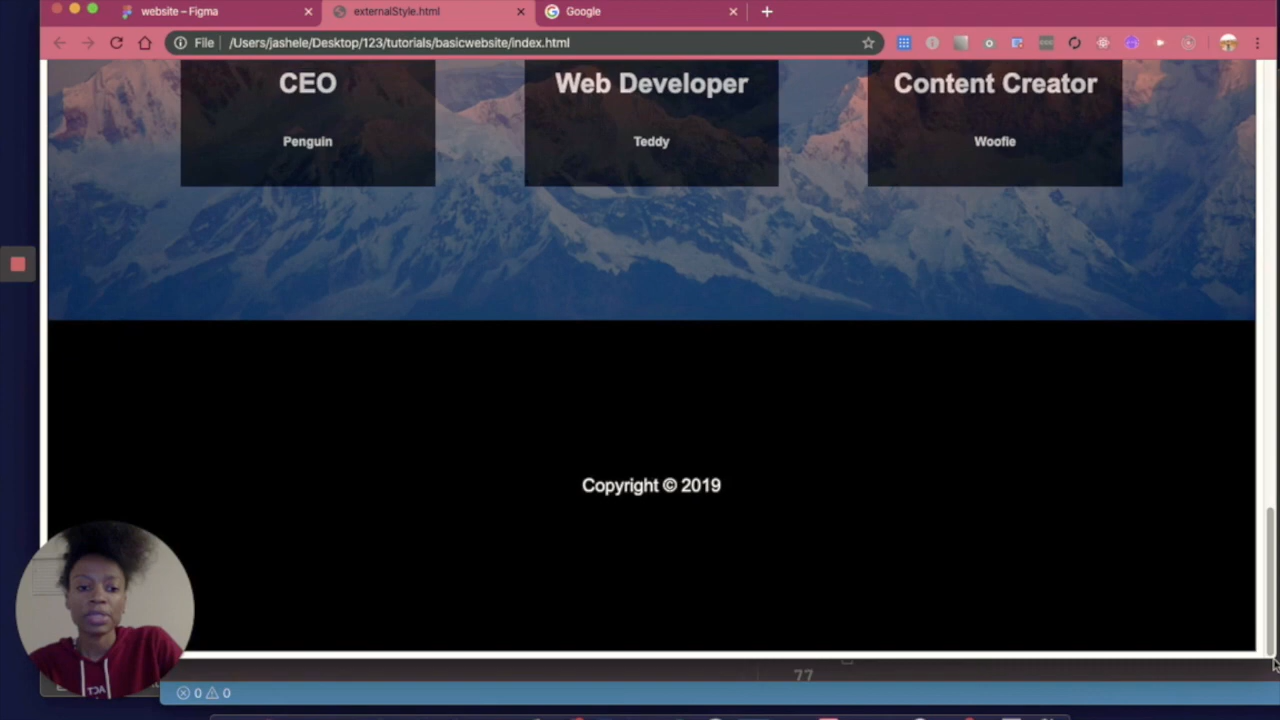 website – Figma
externalStyle.html
Google
File
/Users/jashele/Desktop/123/tutorials/basicwebsite/index.html
CEO
Web Developer
Content Creator
Penguin
Teddy
Woofie
Copyright © 2019
77
0 0